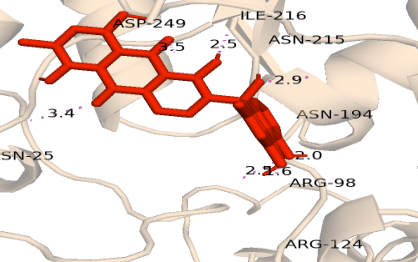 ILE-216
ASP-249
3.5
2.5
ASN-215
2.9
3.4
ASN-194
SN-25
2.0
1.6
ARG-98
ARG-124